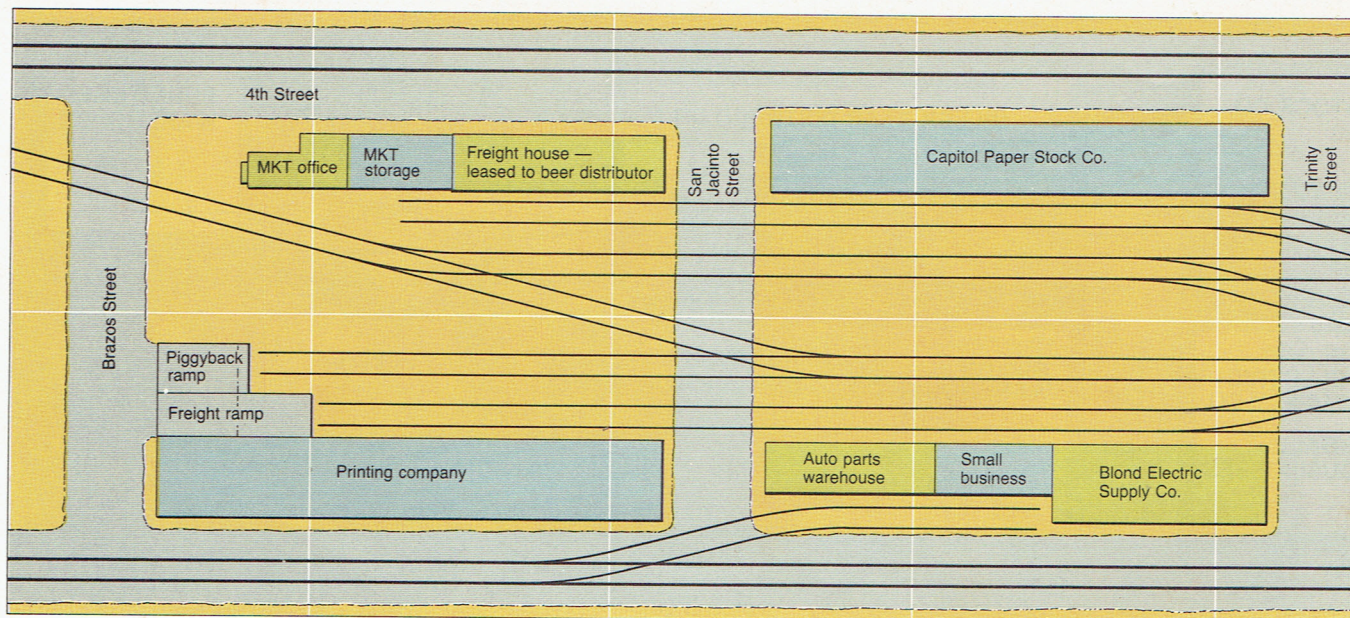 4th Street
MKT office
MKT
storage
Freight house —
leased to beer distributor
San
Jacinto
Street
Capitol Paper Stock Co.
Trinity
Street
Brazos Street
Piggyback
ramp
Freight ramp
Printing company
Auto parts
warehouse
Small
business
Blond Electric
Supply Co.